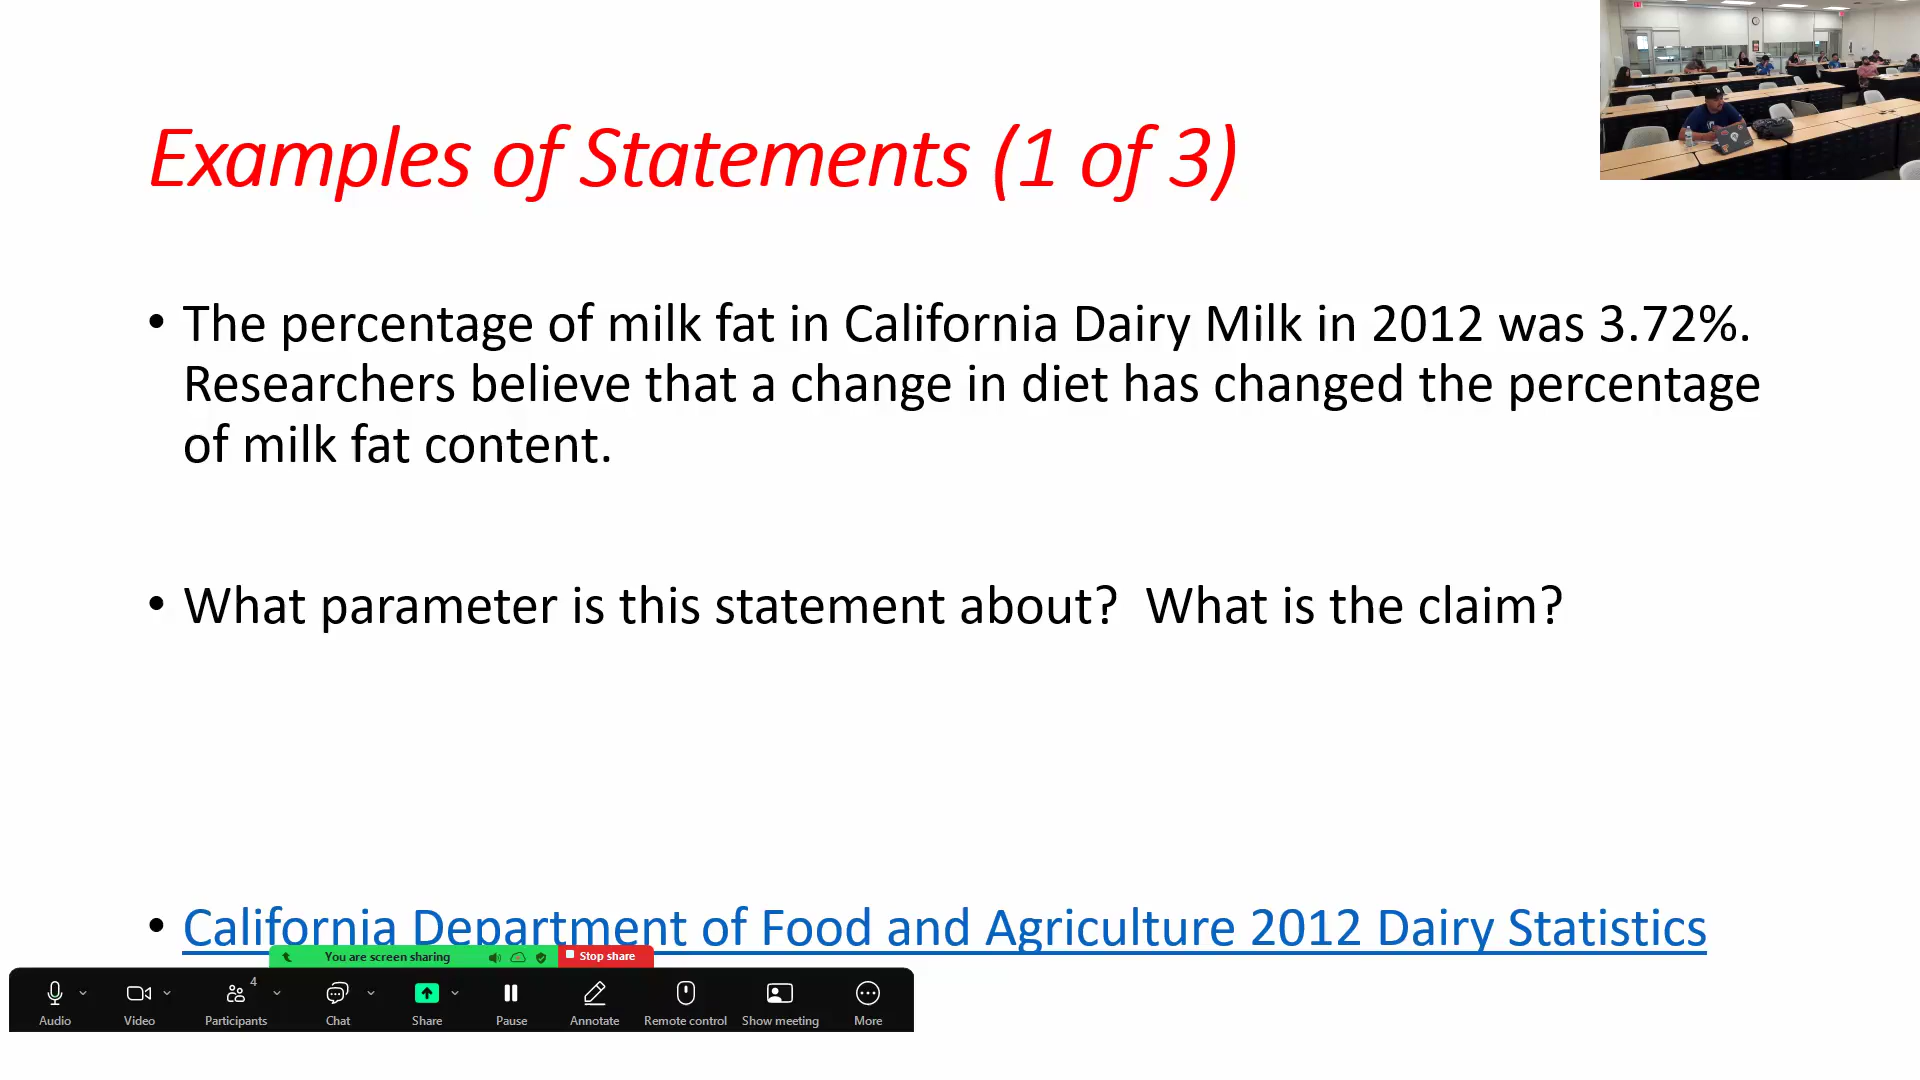 Examples of Statements (1 of 3)
• The percentage of milk fat in California Dairy Milk in 2012 was 3.72%.
Researchers believe that a change in diet has changed the percentage
of milk fat content.
• What parameter is this statement about?  What is the claim?
• California Department of Food and Agriculture 2012 Dairy Statistics
You are screen sharing
Stop share
4
Audio
Video
Participants
Chat
Share
Pause
Annotate
Remote control
Show meeting
More